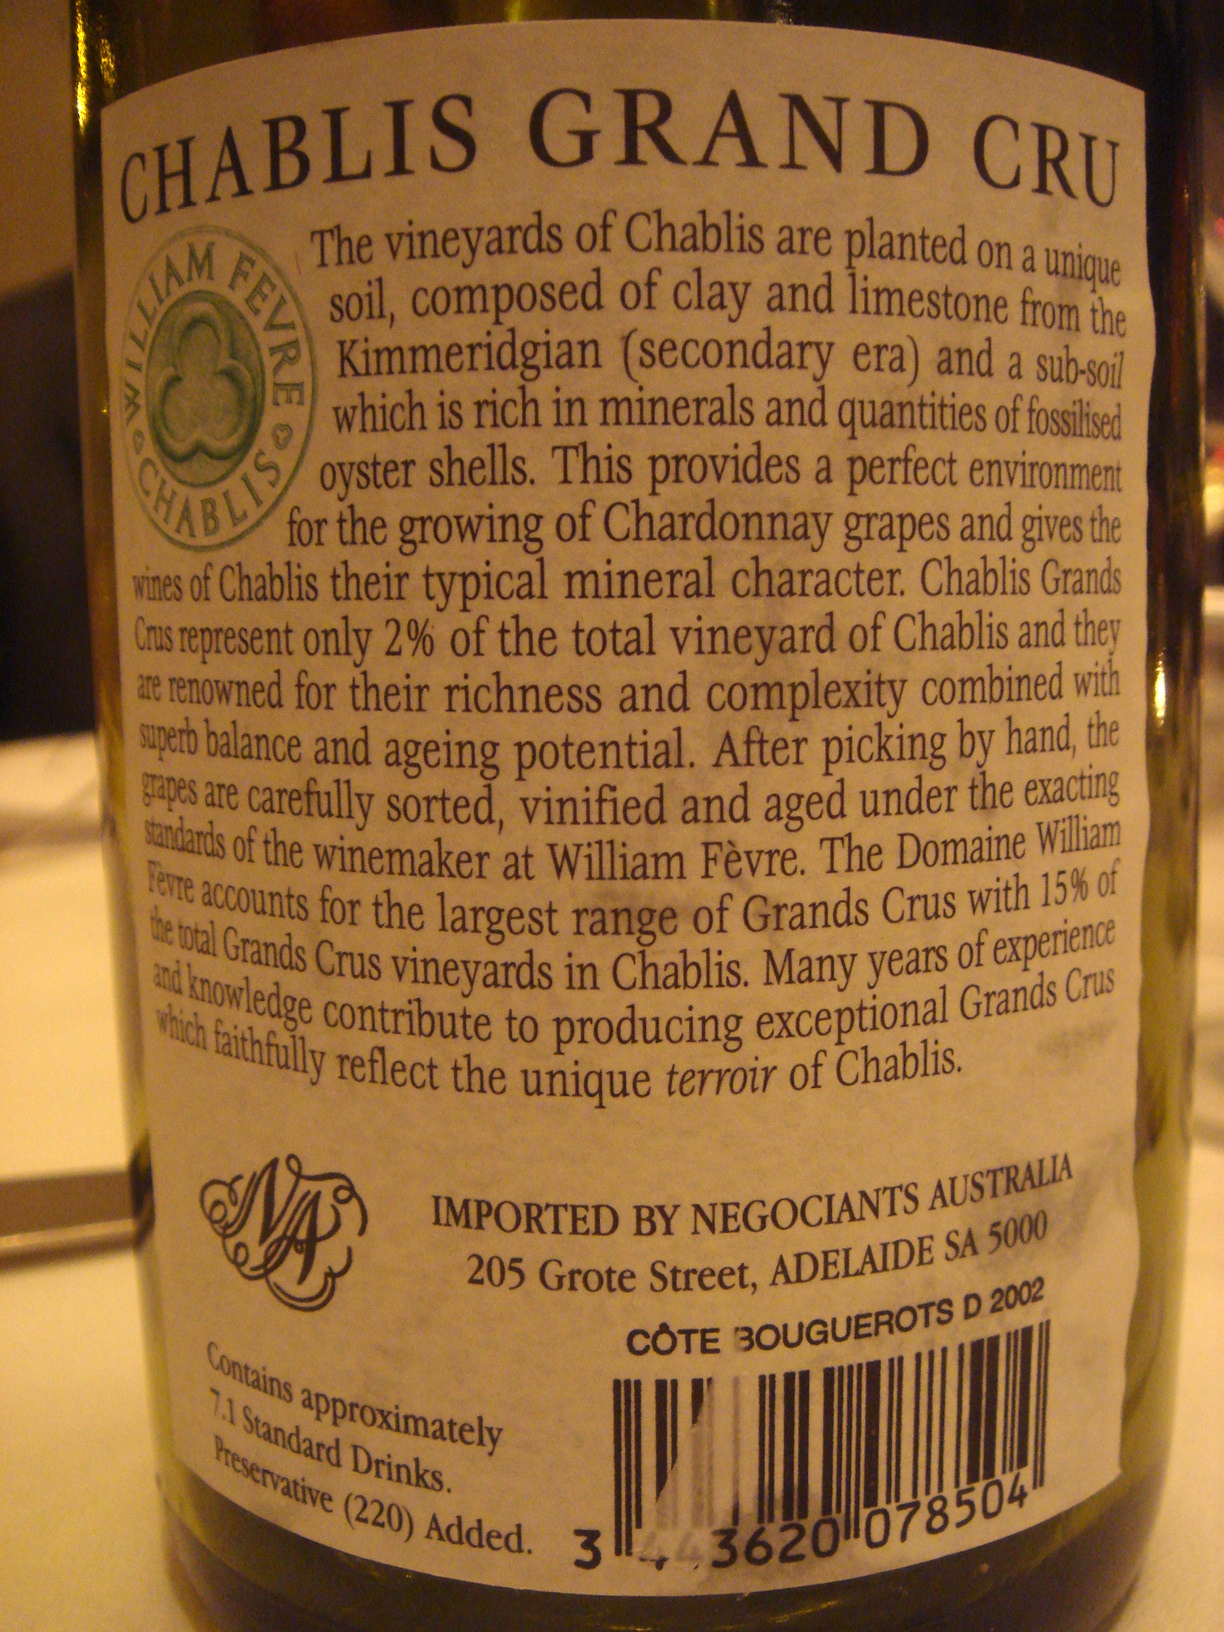 CHABLIS GRAND CRU
WILLIAM FEVRE
CHABLIS
The vineyards of Chablis are planted on a unique
soil, composed of clay and limestone from the
Kimmeridgian (secondary era) and a sub-soil
which is rich in minerals and quantities of fossilised
oyster shells. This provides a perfect environment
for the growing of Chardonnay grapes and gives the
wines of Chablis their typical mineral character. Chablis Grands
Crus represent only 2% of the total vineyard of Chablis and they
are renowned for their richness and complexity combined with
superb balance and ageing potential. After picking by hand, the
grapes are carefully sorted, vinified and aged under the exacting
standards of the winemaker at William Fèvre. The Domaine William
Fèvre accounts for the largest range of Grands Crus with 15% of
the total Grands Crus vineyards in Chablis. Many years of experience
and knowledge contribute to producing exceptional Grands Crus
which faithfully reflect the unique terroir of Chablis.
NA
IMPORTED BY NEGOCIANTS AUSTRALIA
205 Grote Street, ADELAIDE SA 5000
CÔTE BOUGUEROTS D 2002
Contains approximately
7.1 Standard Drinks.
Preservative (220) Added.
3 443620 078504